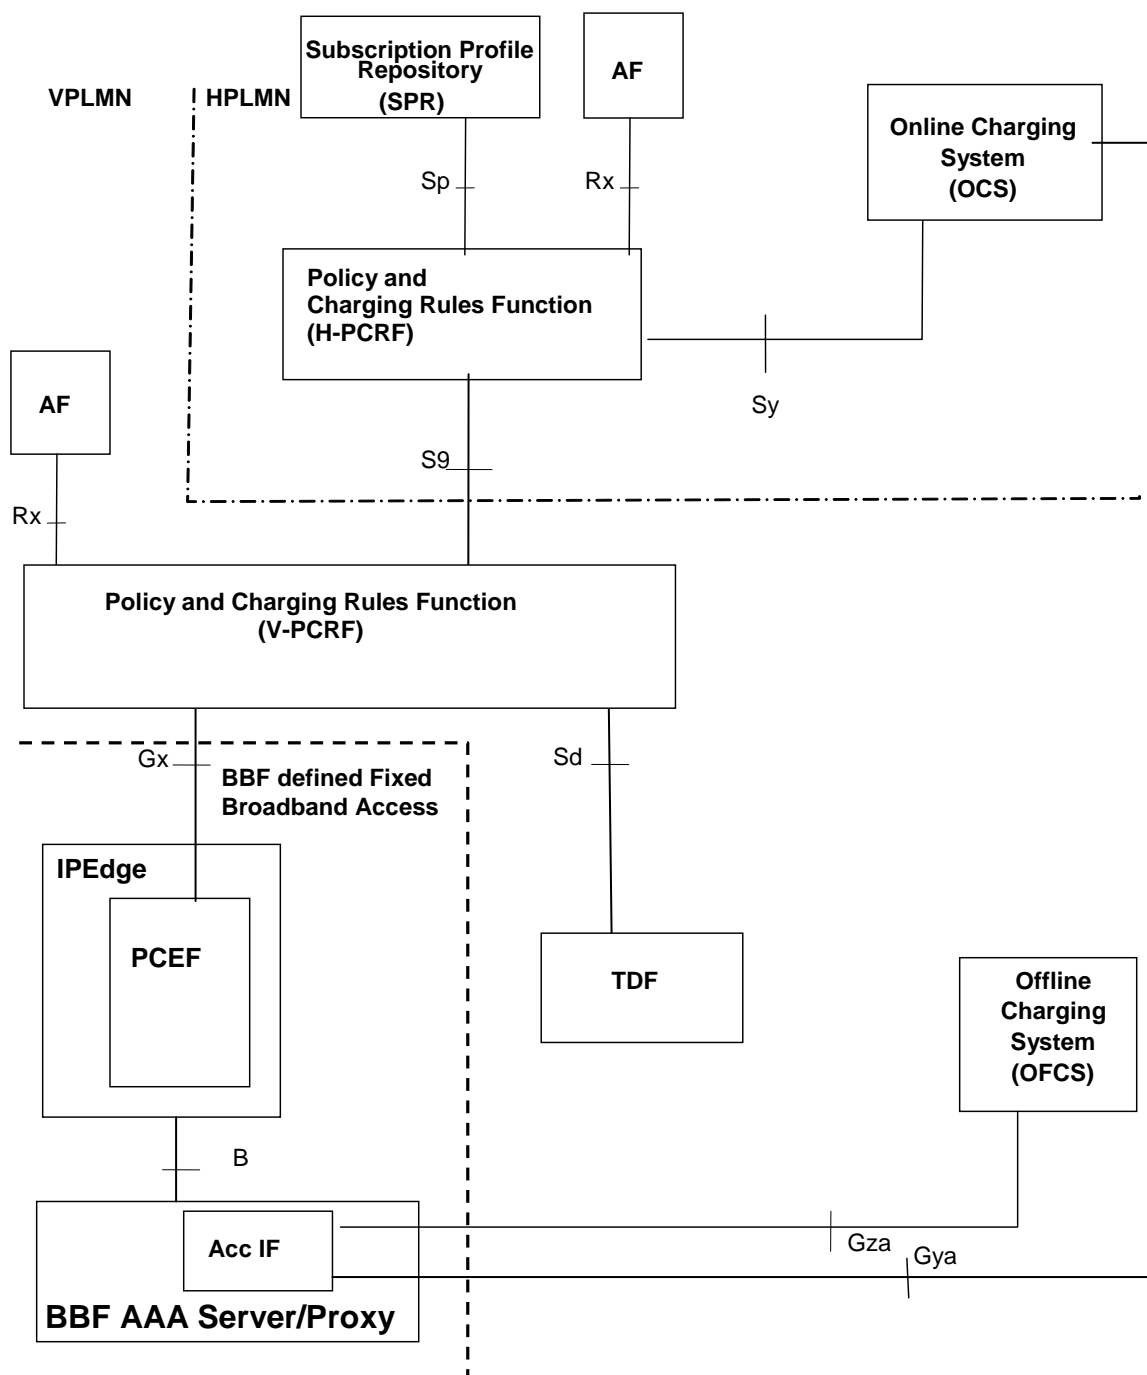 Subscription Profile
Repository
(SPR)
AF
VPLMN
HPLMN
Online Charging
System
(OCS)
Sp
Rx
Policy and
Charging Rules Function
(H-PCRF)
AF
Sy
S9
Rx
Policy and Charging Rules Function
(V-PCRF)
Gx
Sd
BBF defined Fixed
Broadband Access
IPEdge
PCEF
TDF
Offline
Charging
System
(OFCS)
B
Acc IF
Gza
Gya
BBF AAA Server/Proxy